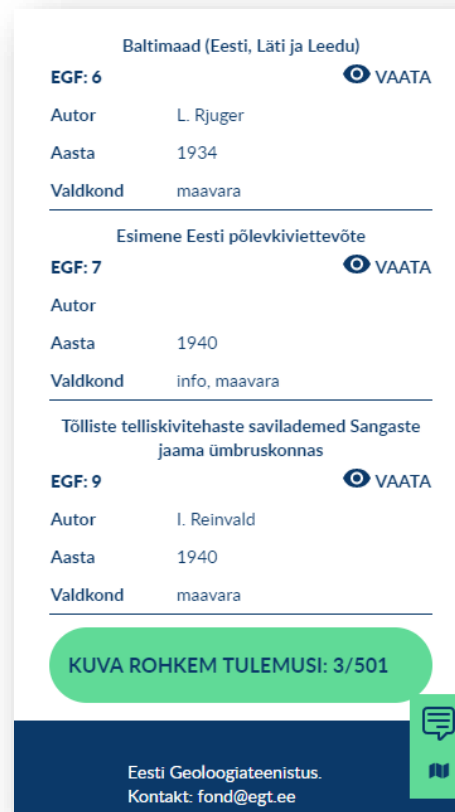 Baltimaad (Eesti, Läti ja Leedu)
EGF: 6 VAATA
Autor L. Rjuger
Aasta 1934
Valdkond maavara
Esimene Eesti põlevkiviettevõte
EGF: 7 VAATA
Autor
Aasta 1940
Valdkond info, maavara
Tõlliste telliskivitehaste savilademed Sangaste
jaama ümbruskonnas
EGF: 9 VAATA
Autor I. Reinvald
Aasta 1940
Valdkond maavara
KUVA ROHKEM TULEMUSI: 3/501
Eesti Geoloogiateenistus.
Kontakt: fond@egt.ee